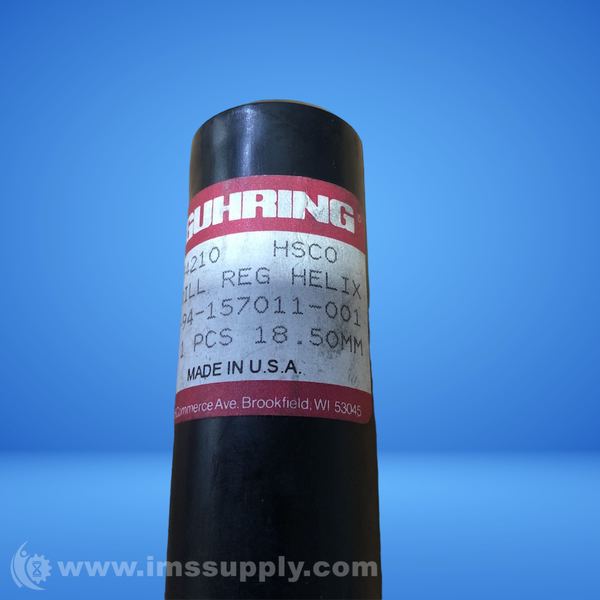 GUHRING
4210 HSCO
ILL REG HELIX
94-157011-001
1 PCS 18.50MM
MADE IN U.S.A.
Commerce Ave. Brookfield, WI 53045
www.imssupply.com